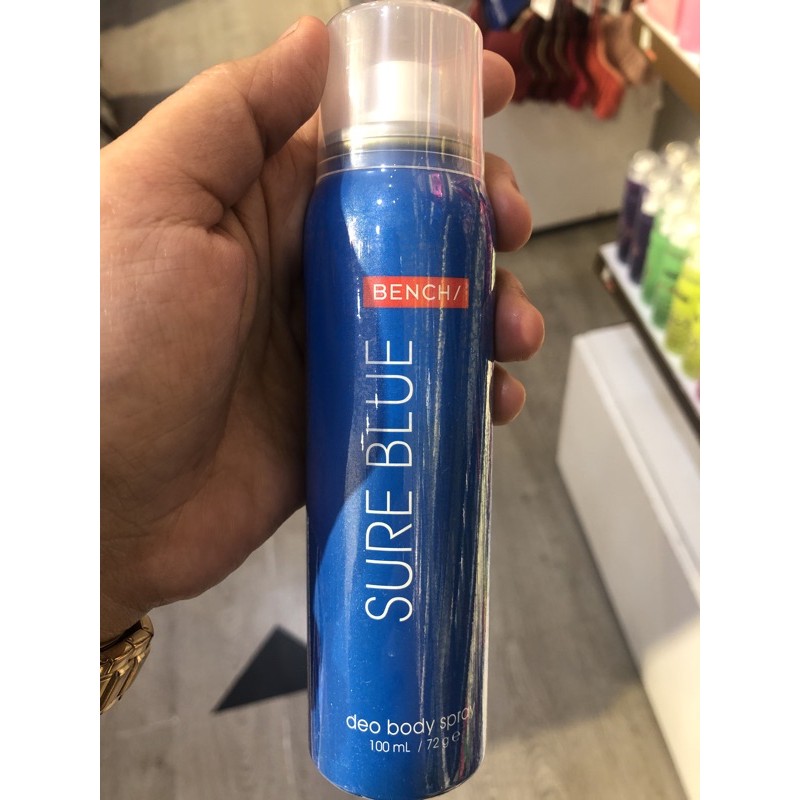 BENCH/
SURE BLUE
deo body spray
100 mL / 72 g e